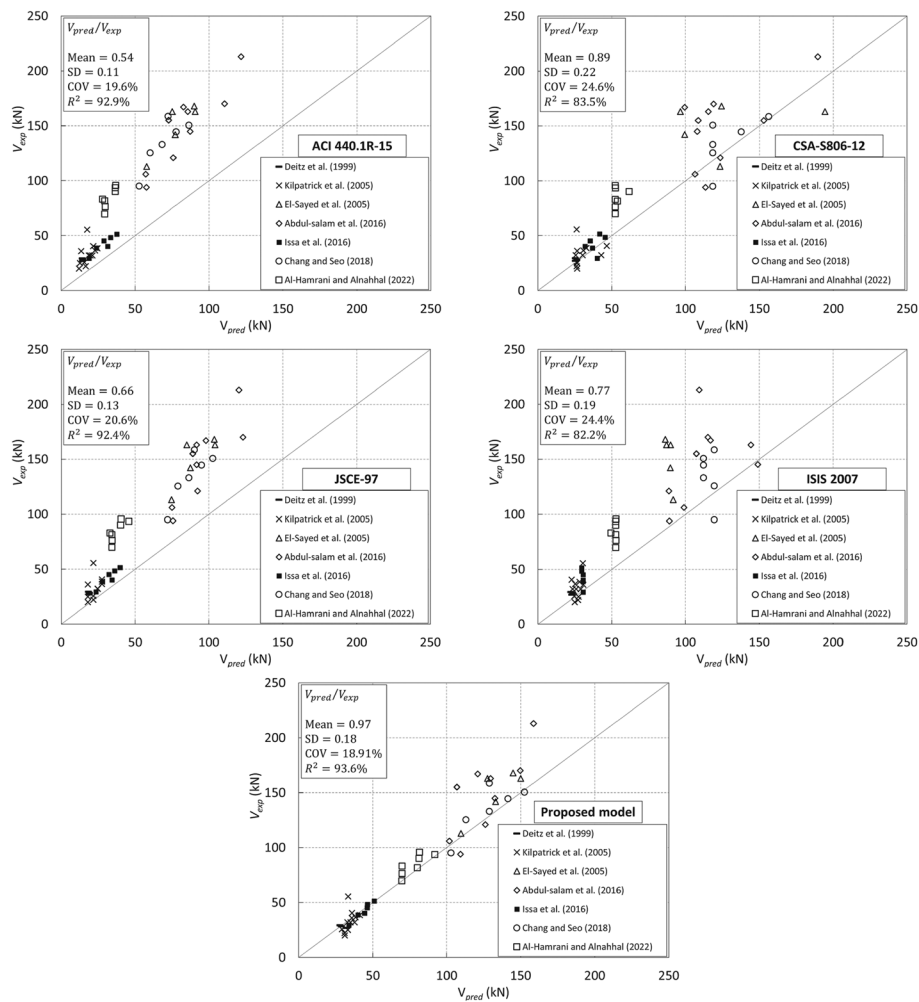 250
V_pred/V_exp
Mean = 0.54
SD = 0.11
COV = 19.6%
R² = 92.9%
200
150
100
50
0
V_exp (kN)
ACI 440.1R-15
Deitz et al. (1999)
Kilpatrick et al. (2005)
El-Sayed et al. (2005)
Abdul-salam et al. (2016)
Issa et al. (2016)
Chang and Seo (2018)
Al-Hamrani and Alnahhal (2022)
0 50 100 150 200 250
V_pred (kN)
250
V_pred/V_exp
Mean = 0.89
SD = 0.22
COV = 24.6%
R² = 83.5%
200
150
100
50
0
V_exp (kN)
CSA-S806-12
Deitz et al. (1999)
Kilpatrick et al. (2005)
El-Sayed et al. (2005)
Abdul-salam et al. (2016)
Issa et al. (2016)
Chang and Seo (2018)
Al-Hamrani and Alnahhal (2022)
0 50 100 150 200 250
V_pred (kN)
250
V_pred/V_exp
Mean = 0.66
SD = 0.13
COV = 20.6%
R² = 92.4%
200
150
100
50
0
V_exp (kN)
JSCE-97
Deitz et al. (1999)
Kilpatrick et al. (2005)
El-Sayed et al. (2005)
Abdul-salam et al. (2016)
Issa et al. (2016)
Chang and Seo (2018)
Al-Hamrani and Alnahhal (2022)
0 50 100 150 200 250
V_pred (kN)
250
V_pred/V_exp
Mean = 0.77
SD = 0.19
COV = 24.4%
R² = 82.2%
200
150
100
50
0
V_exp (kN)
ISIS 2007
Deitz et al. (1999)
Kilpatrick et al. (2005)
El-Sayed et al. (2005)
Abdul-salam et al. (2016)
Issa et al. (2016)
Chang and Seo (2018)
Al-Hamrani and Alnahhal (2022)
0 50 100 150 200 250
V_pred (kN)
250
V_pred/V_exp
Mean = 0.97
SD = 0.18
COV = 18.91%
R² = 93.6%
200
150
100
50
0
V_exp (kN)
Proposed model
Deitz et al. (1999)
Kilpatrick et al. (2005)
El-Sayed et al. (2005)
Abdul-salam et al. (2016)
Issa et al. (2016)
Chang and Seo (2018)
Al-Hamrani and Alnahhal (2022)
0 50 100 150 200 250
V_pred (kN)